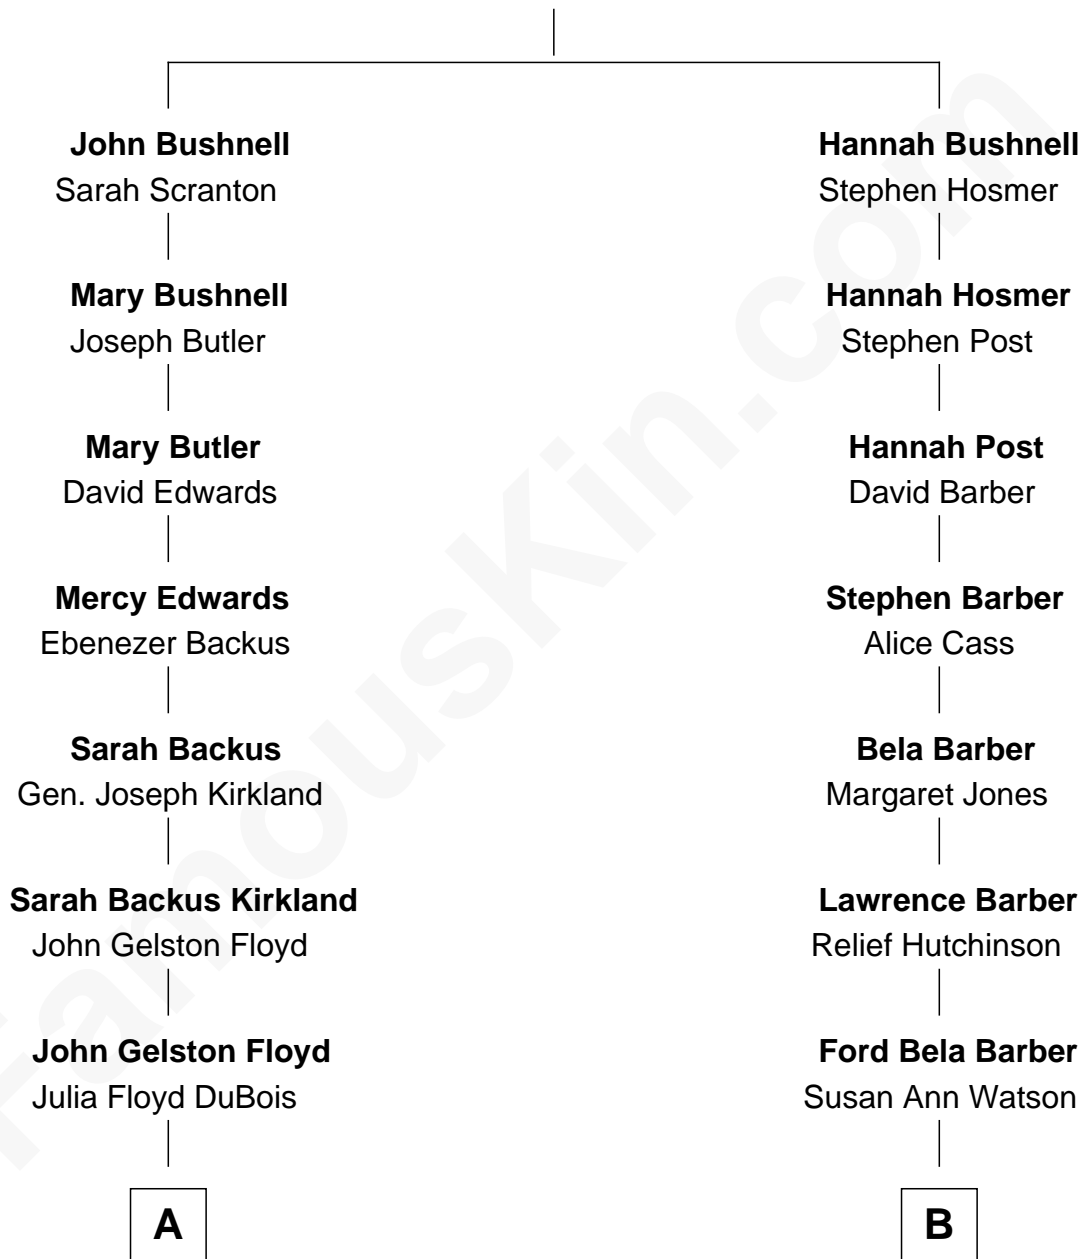 John Bushnell
Sarah Scranton
Mary Bushnell
Joseph Butler
Mary Butler
David Edwards
Mercy Edwards
Ebenezer Backus
Sarah Backus
Gen. Joseph Kirkland
Sarah Backus Kirkland
John Gelston Floyd
John Gelston Floyd
Julia Floyd DuBois
A
Hannah Bushnell
Stephen Hosmer
Hannah Hosmer
Stephen Post
Hannah Post
David Barber
Stephen Barber
Alice Cass
Bela Barber
Margaret Jones
Lawrence Barber
Relief Hutchinson
Ford Bela Barber
Susan Ann Watson
B
FamousKin.com